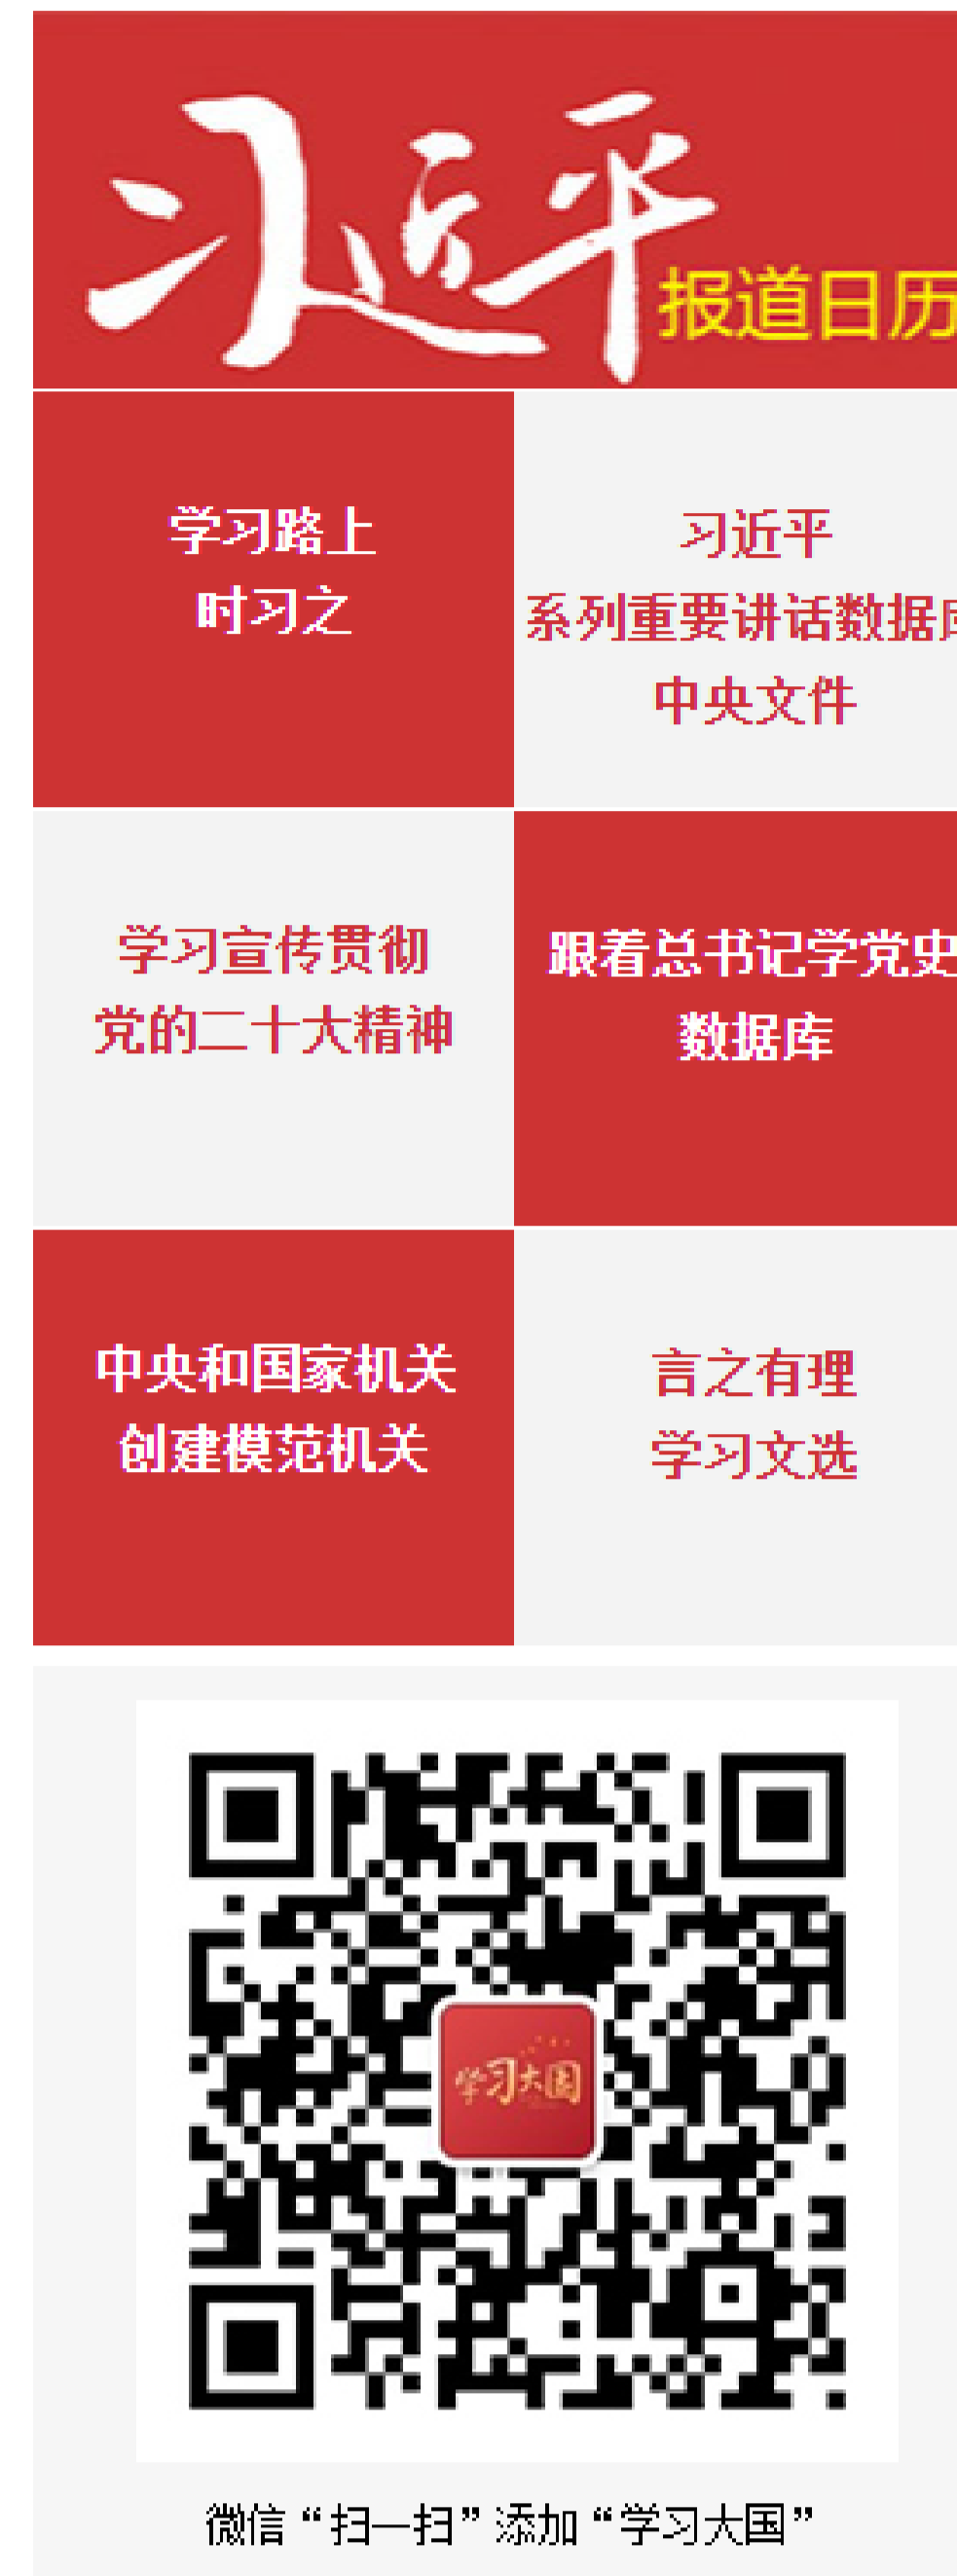 习近平
报道日历
学习路上
时习之
习近平
系列重要讲话数据库
中央文件
学习宣传贯彻
党的二十大精神
跟着总书记学党史
数据库
中央和国家机关
创建模范机关
言之有理
学习文选
学习大国
微信“扫一扫”添加“学习大国”